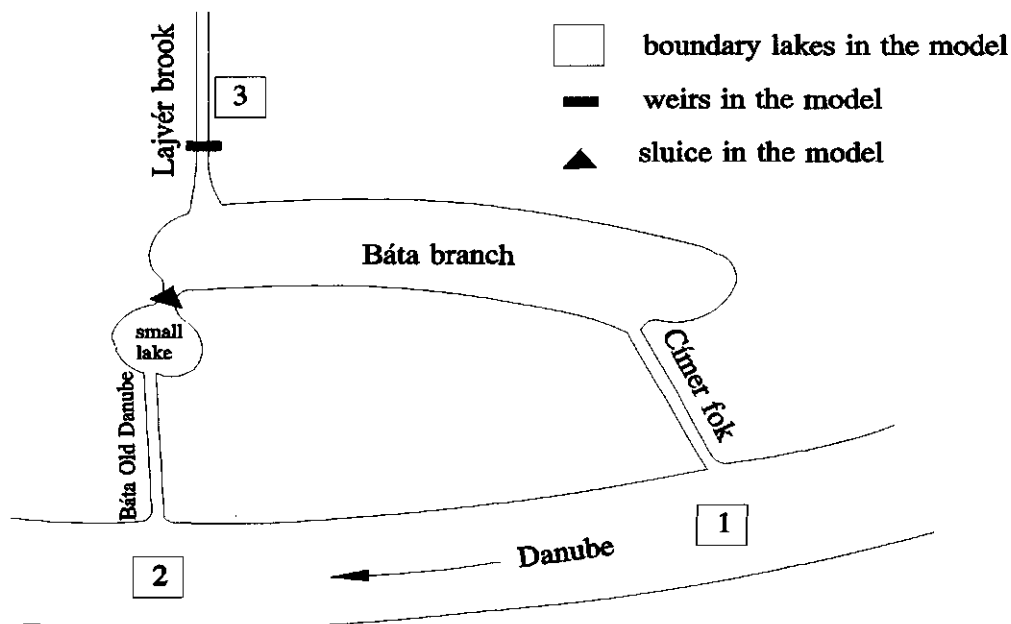 boundary lakes in the model
weirs in the model
sluice in the model
Lajvér brook
3
Báta branch
small
lake
Címer fok
Báta Old Danube
1
Danube
2